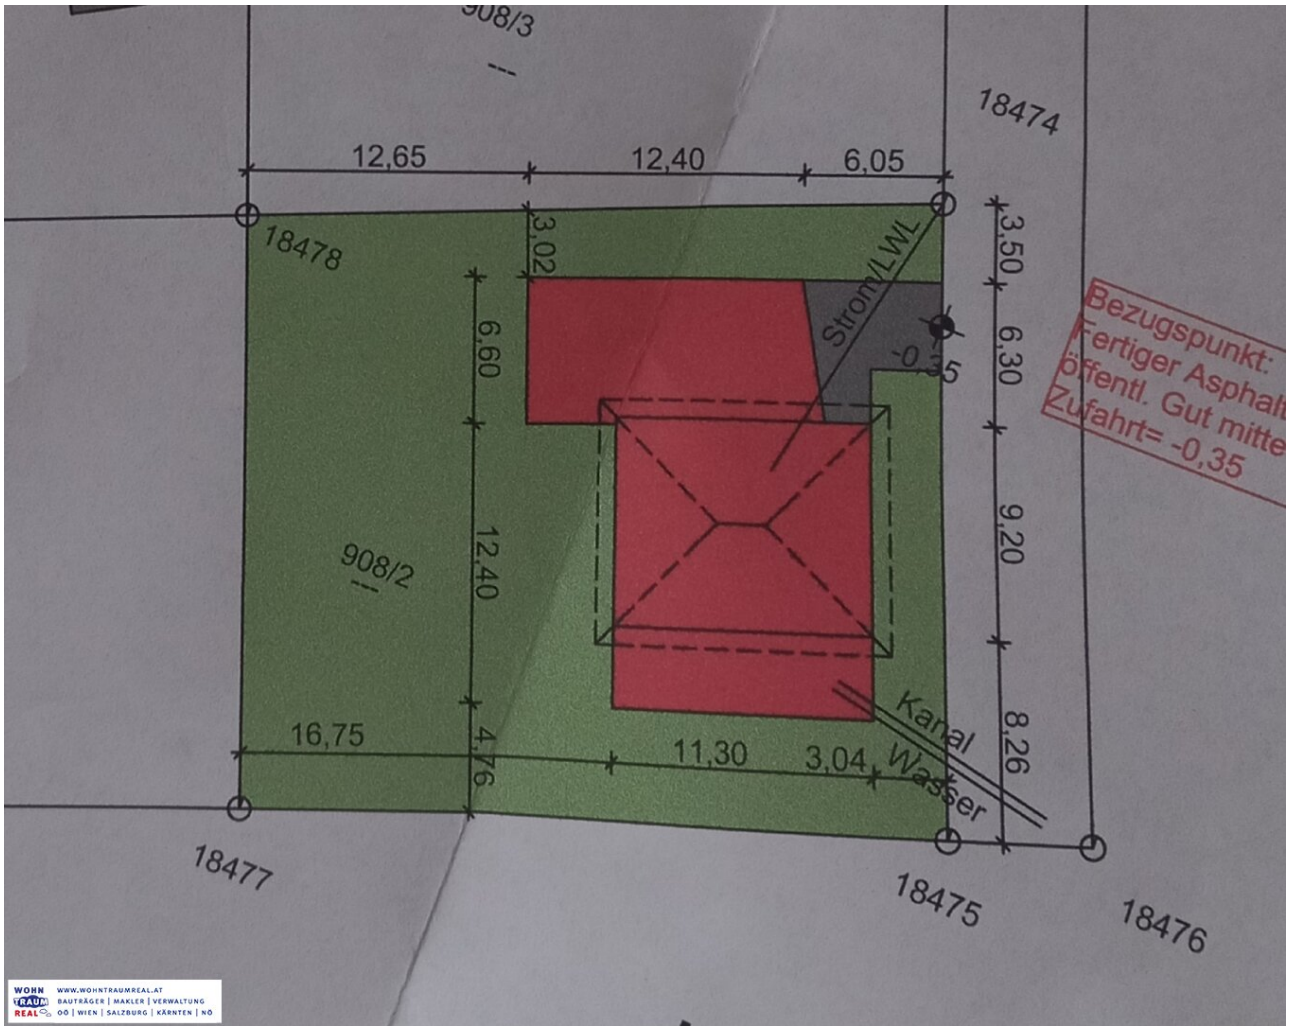 908/3
---
18474
12,65
12,40
6,05
18478
3,02
Strom/LWL
3,50
6,60
6,30
-0,35
Bezugspunkt:
Fertiger Asphalt
öffentl. Gut mitte
Zufahrt= -0,35
908/2
---
12,40
9,20
16,75
4,76
11,30
3,04
Kanal
Wasser
8,26
18477
18475
18476
WOHN
TRAUM
REAL
WWW.WOHNTRAUMREAL.AT
BAUTRÄGER | MAKLER | VERWALTUNG
OÖ | WIEN | SALZBURG | KÄRNTEN | NÖ